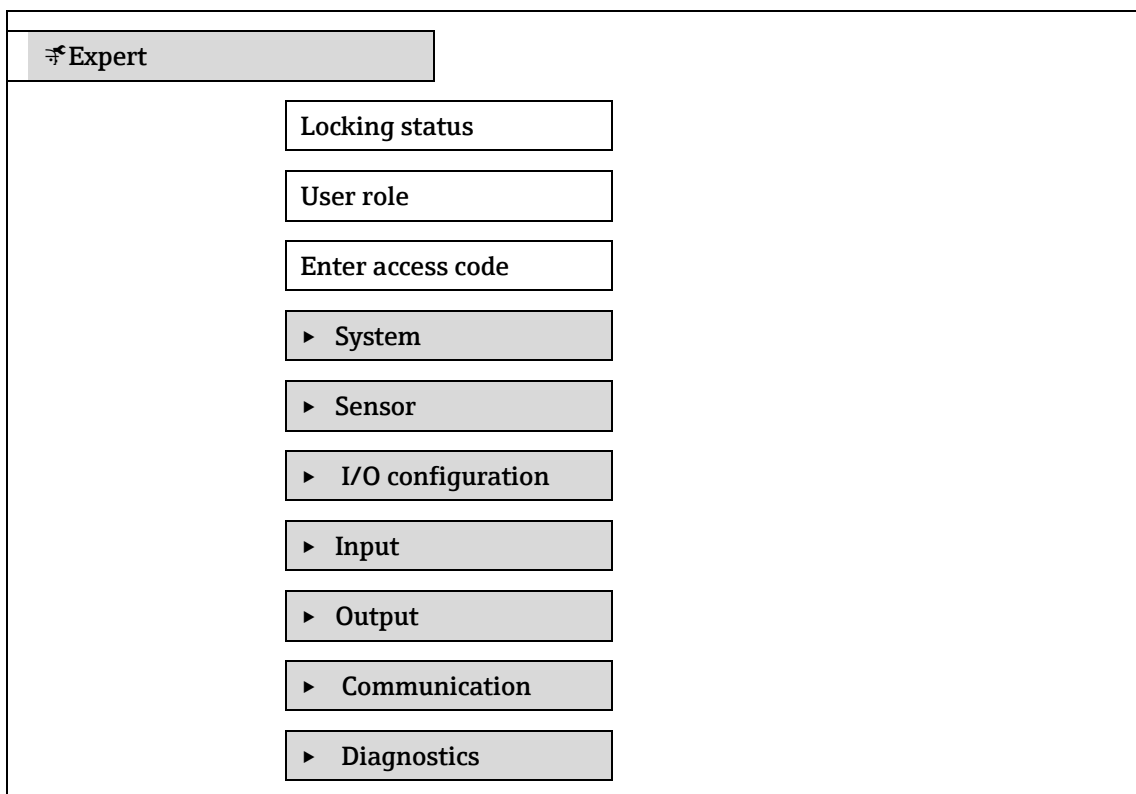 Expert
Locking status
User role
Enter access code
▸ System
▸ Sensor
▸ I/O configuration
▸ Input
▸ Output
▸ Communication
▸ Diagnostics